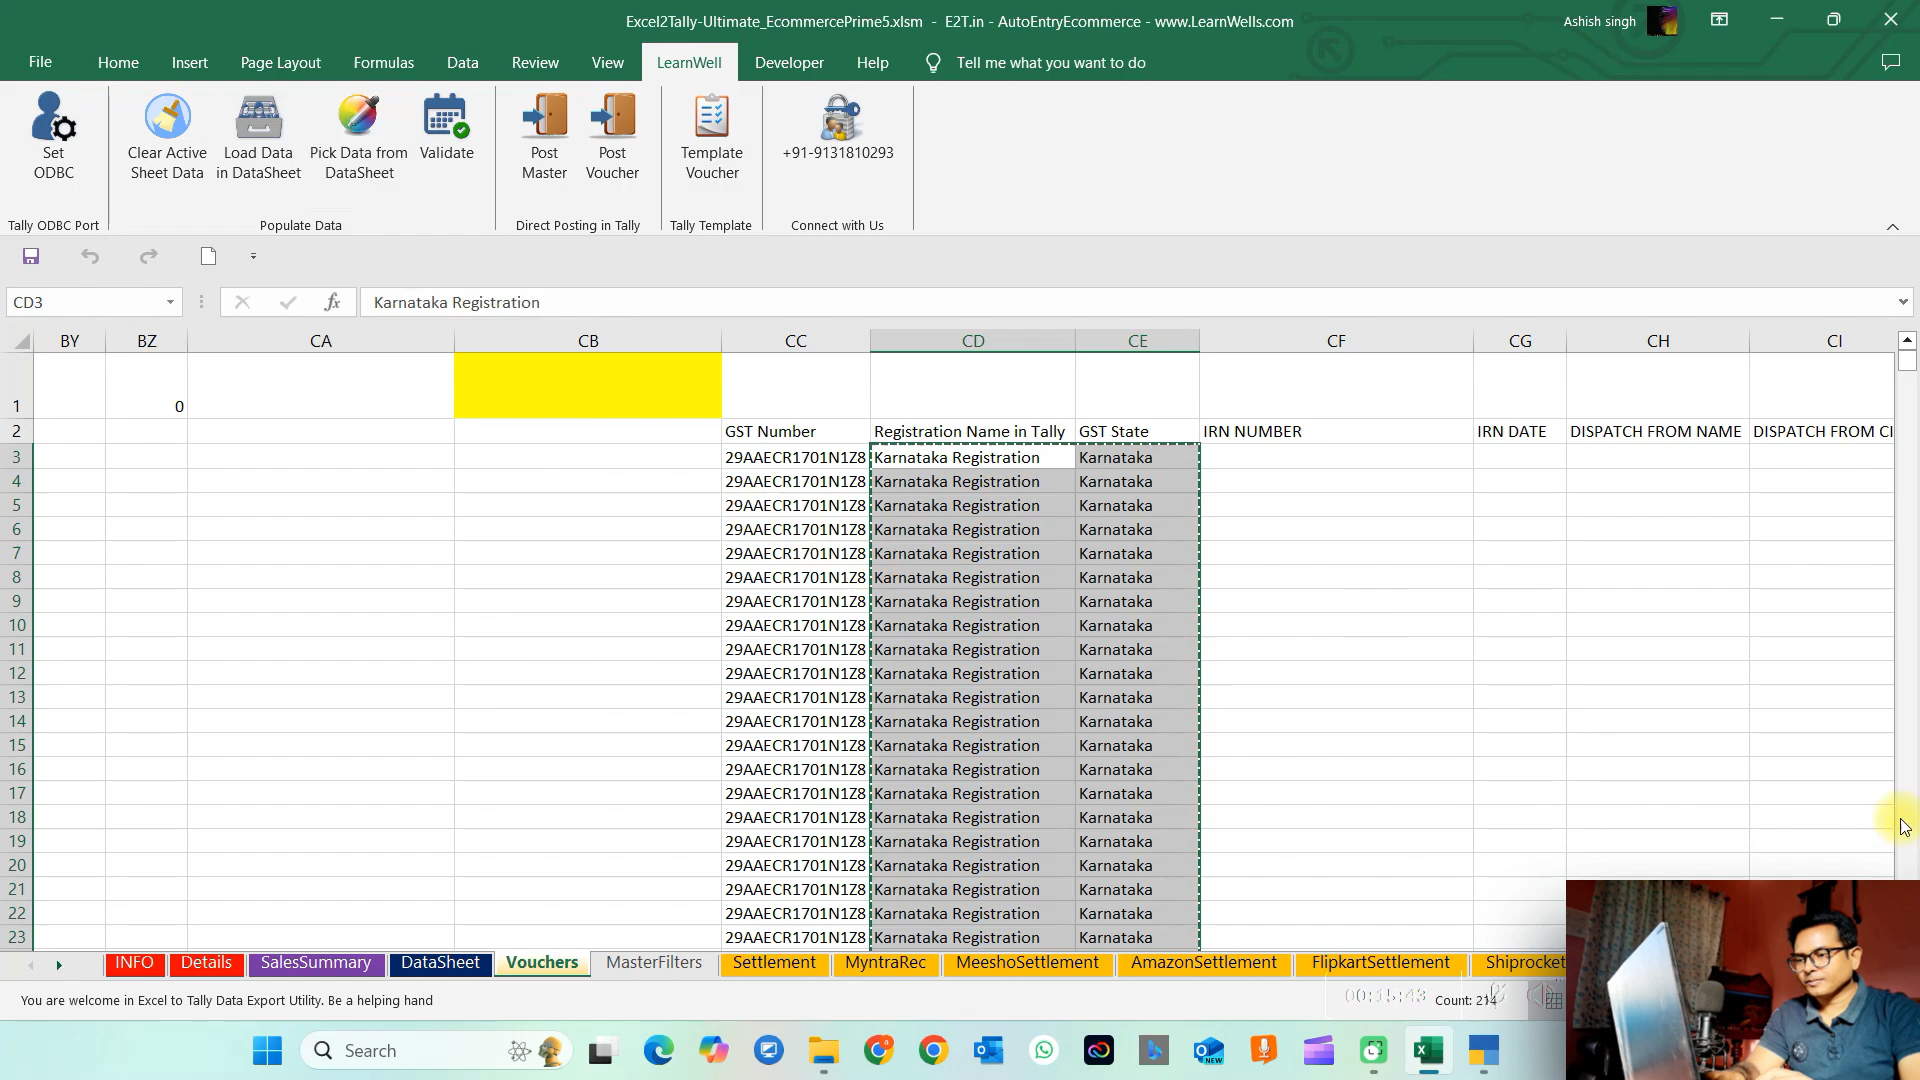 Excel2Tally-Ultimate_EcommercePrime5.xlsm - E2T.in - AutoEntryEcommerce - www.LearnWells.com
Ashish singh
File Home Insert Page Layout Formulas Data Review View LearnWell Developer Help Tell me what you want to do
Set ODBC
Clear Active Sheet Data
Load Data in DataSheet
Pick Data from DataSheet
Validate
Post Master
Post Voucher
Template Voucher
+91-9131810293
Tally ODBC Port Populate Data Direct Posting in Tally Tally Template Connect with Us
CD3 fx Karnataka Registration
BY BZ CA CB CC CD CE CF CG CH CI
1 0
2 GST Number Registration Name in Tally GST State IRN NUMBER IRN DATE DISPATCH FROM NAME DISPATCH FROM CI
3 29AAECR1701N1Z8 Karnataka Registration Karnataka
4 29AAECR1701N1Z8 Karnataka Registration Karnataka
5 29AAECR1701N1Z8 Karnataka Registration Karnataka
6 29AAECR1701N1Z8 Karnataka Registration Karnataka
7 29AAECR1701N1Z8 Karnataka Registration Karnataka
8 29AAECR1701N1Z8 Karnataka Registration Karnataka
9 29AAECR1701N1Z8 Karnataka Registration Karnataka
10 29AAECR1701N1Z8 Karnataka Registration Karnataka
11 29AAECR1701N1Z8 Karnataka Registration Karnataka
12 29AAECR1701N1Z8 Karnataka Registration Karnataka
13 29AAECR1701N1Z8 Karnataka Registration Karnataka
14 29AAECR1701N1Z8 Karnataka Registration Karnataka
15 29AAECR1701N1Z8 Karnataka Registration Karnataka
16 29AAECR1701N1Z8 Karnataka Registration Karnataka
17 29AAECR1701N1Z8 Karnataka Registration Karnataka
18 29AAECR1701N1Z8 Karnataka Registration Karnataka
19 29AAECR1701N1Z8 Karnataka Registration Karnataka
20 29AAECR1701N1Z8 Karnataka Registration Karnataka
21 29AAECR1701N1Z8 Karnataka Registration Karnataka
22 29AAECR1701N1Z8 Karnataka Registration Karnataka
23 29AAECR1701N1Z8 Karnataka Registration Karnataka
INFO Details SalesSummary DataSheet Vouchers MasterFilters Settlement MyntraRec MeeshoSettlement AmazonSettlement FlipkartSettlement Shiprocket
You are welcome in Excel to Tally Data Export Utility. Be a helping hand 00:15:43 Count: 214
Search
NEW